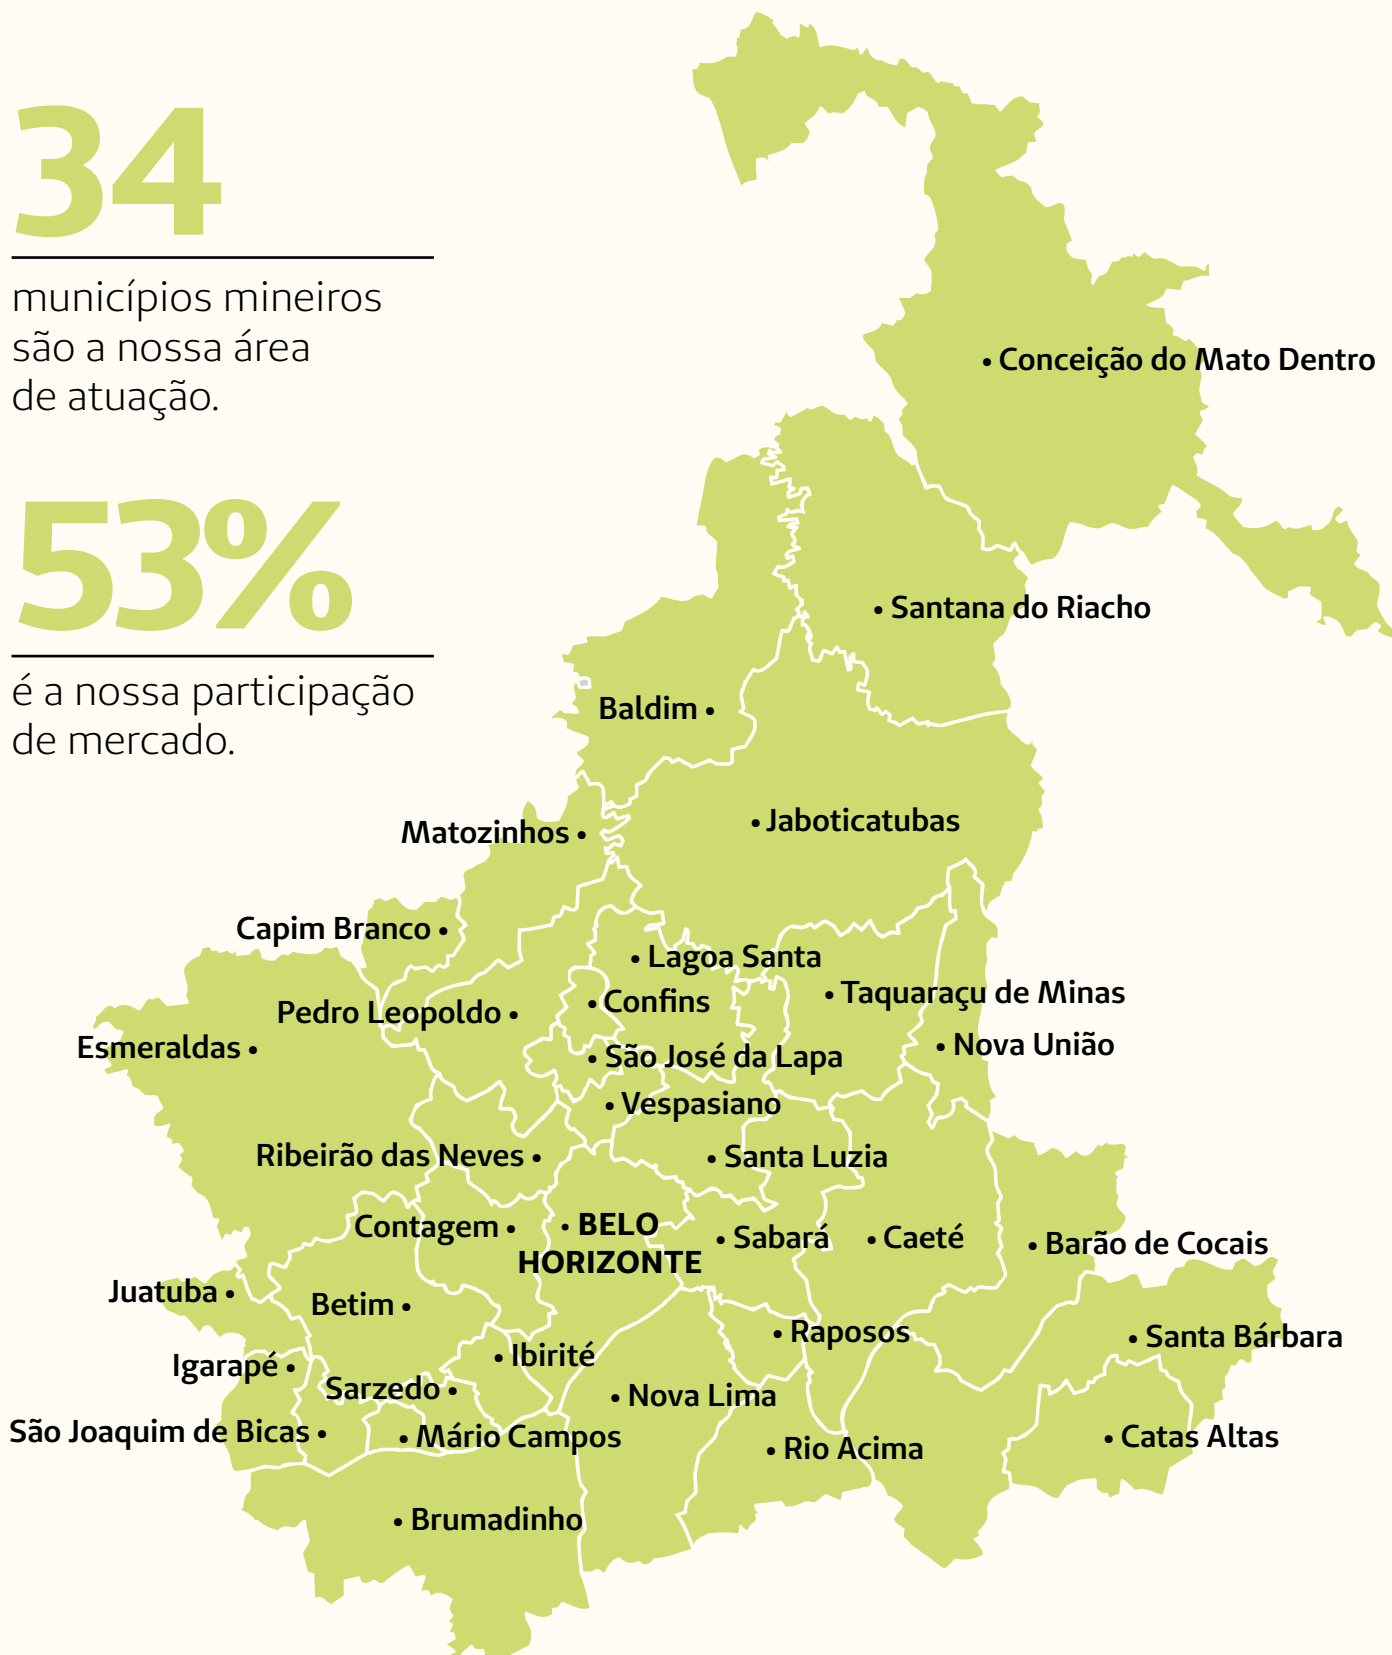 34
municípios mineiros
são a nossa área
de atuação.
53%
é a nossa participação
de mercado.
• Conceição do Mato Dentro
• Santana do Riacho
Baldim •
• Jaboticatubas
Matozinhos •
Capim Branco •
• Lagoa Santa
• Taquaraçu de Minas
• Confins
Pedro Leopoldo •
• Nova União
Esmeraldas •
• São José da Lapa
• Vespasiano
Ribeirão das Neves •
• Santa Luzia
Contagem •
• BELO
HORIZONTE
• Sabará
• Caeté
• Barão de Cocais
Juatuba •
Betim •
• Raposos
• Santa Bárbara
• Ibirité
Igarapé •
Sarzedo •
• Nova Lima
São Joaquim de Bicas •
• Mário Campos
• Catas Altas
• Rio Acima
• Brumadinho